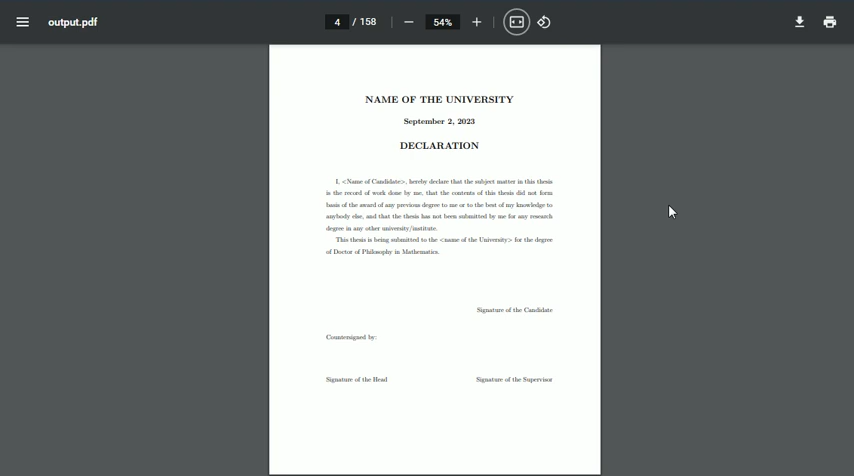 output.pdf
4 / 158
54%
NAME OF THE UNIVERSITY
September 2, 2023
DECLARATION
I, <Name of Candidate>, hereby declare that the subject matter in this thesis
is the record of work done by me, that the contents of this thesis did not form
basis of the award of any previous degree to me or to the best of my knowledge to
anybody else, and that the thesis has not been submitted by me for any research
degree in any other university/institute.
This thesis is being submitted to the <name of the University> for the degree
of Doctor of Philosophy in Mathematics.
Signature of the Candidate
Countersigned by:
Signature of the Head Signature of the Supervisor